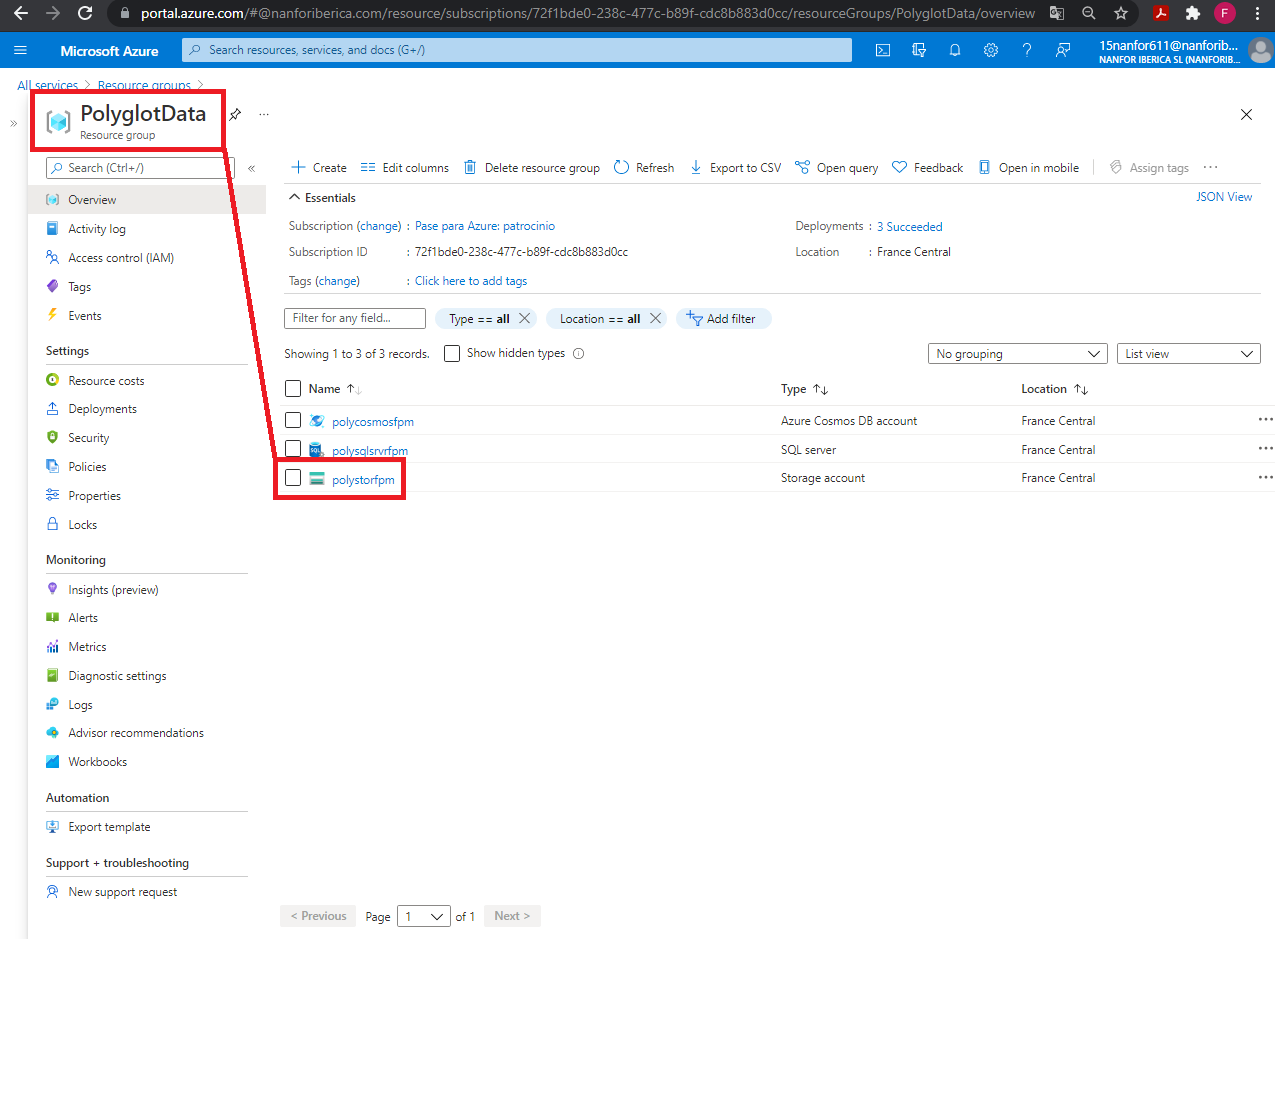 portal.azure.com/#@nanforiberica.com/resource/subscriptions/72f1bde0-238c-477c-b89f-cdc8b883d0cc/resourceGroups/PolyglotData/overview
F
Microsoft Azure
Search resources, services, and docs (G+/)
15nanfor611@nanforib...
NANFOR IBERICA SL (NANFORIB...
All services > Resource groups >
PolyglotData
Resource group
Search (Ctrl+/)
Overview
Activity log
Access control (IAM)
Tags
Events
Settings
Resource costs
Deployments
Security
Policies
Properties
Locks
Monitoring
Insights (preview)
Alerts
Metrics
Diagnostic settings
Logs
Advisor recommendations
Workbooks
Automation
Export template
Support + troubleshooting
New support request
Create Edit columns Delete resource group Refresh Export to CSV Open query Feedback Open in mobile Assign tags
Essentials JSON View
Subscription (change) : Pase para Azure: patrocinio Deployments : 3 Succeeded
Subscription ID : 72f1bde0-238c-477c-b89f-cdc8b883d0cc Location : France Central
Tags (change) : Click here to add tags
Filter for any field... Type == all Location == all Add filter
Showing 1 to 3 of 3 records. Show hidden types No grouping List view
Name Type Location
polycosmosfpm Azure Cosmos DB account France Central
SQL polysqlsrvrfpm SQL server France Central
polystorfpm Storage account France Central
< Previous Page 1 of 1 Next >